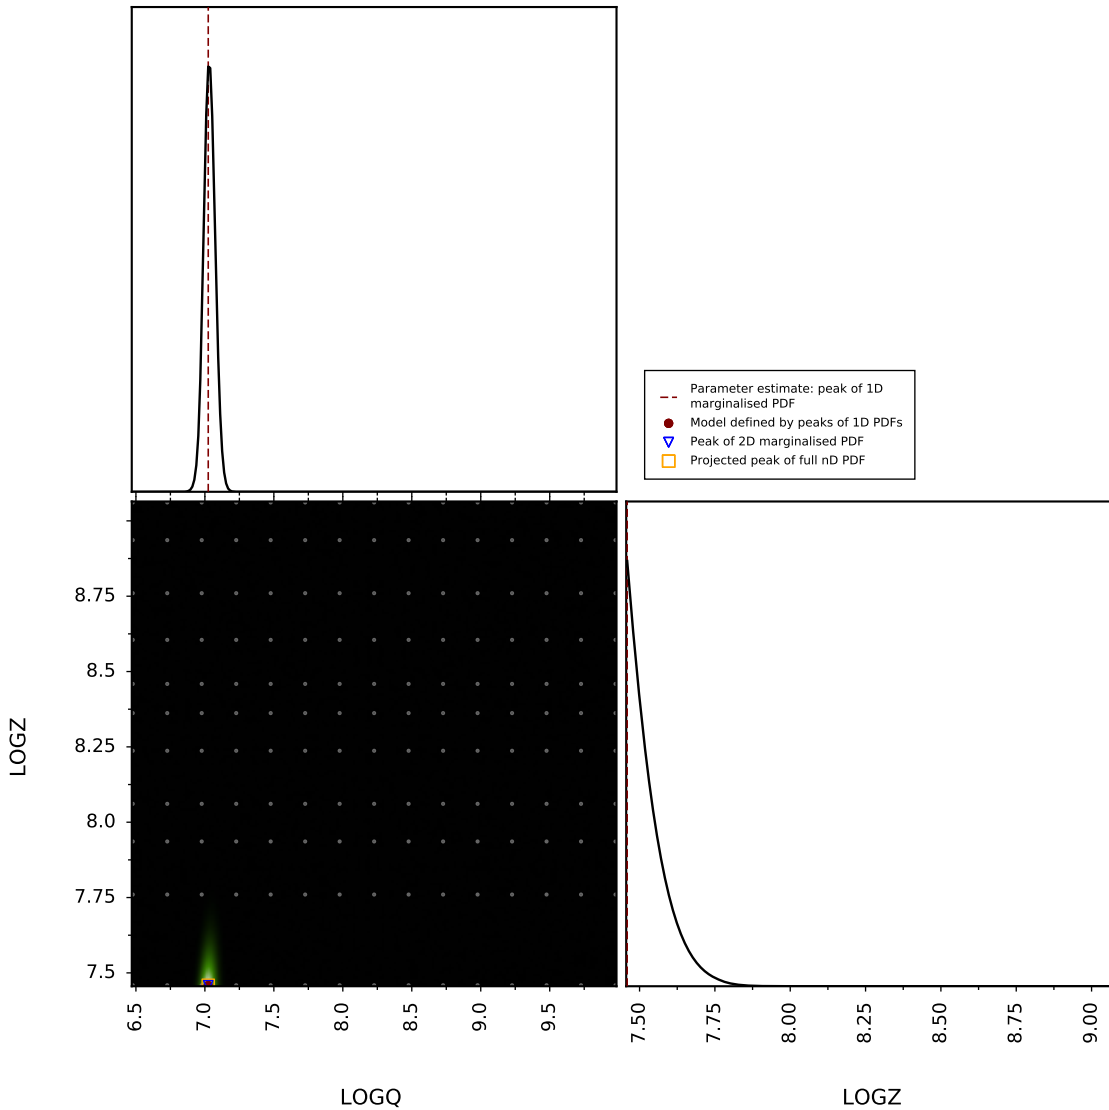 Parameter estimate: peak of 1D
marginalised PDF
Model defined by peaks of 1D PDFs
Peak of 2D marginalised PDF
Projected peak of full nD PDF
LOGZ
8.75
8.5
8.25
8.0
7.75
7.5
6.5 7.0 7.5 8.0 8.5 9.0 9.5
7.50 7.75 8.00 8.25 8.50 8.75 9.00
LOGQ
LOGZ